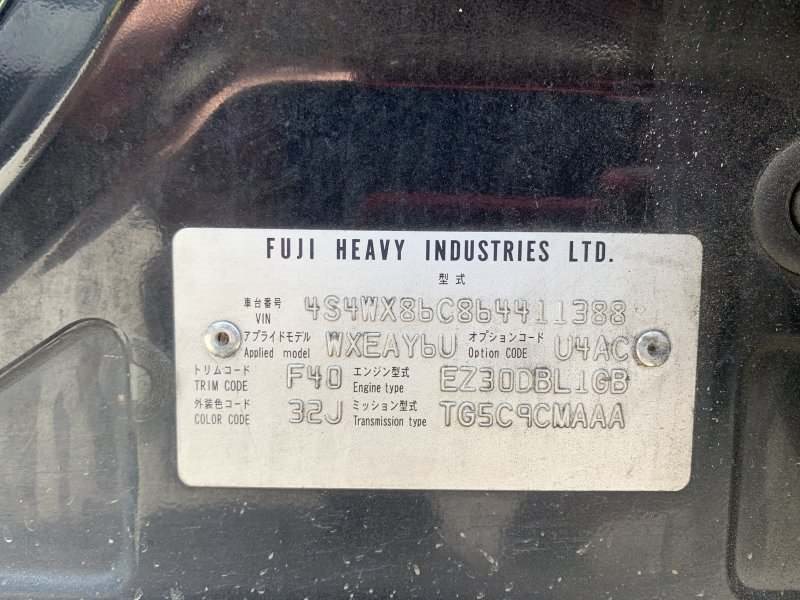 FUJI HEAVY INDUSTRIES LTD.
型式
車台番号 VIN 4S4WX86C864411388
アプライドモデル Applied model WXEAY6U オプションコード Option CODE U4AC
トリムコード TRIM CODE F40 エンジン型式 Engine type EZ30DBL1GB
外装色コード COLOR CODE 32J ミッション型式 Transmission type TG5C9CMAAA